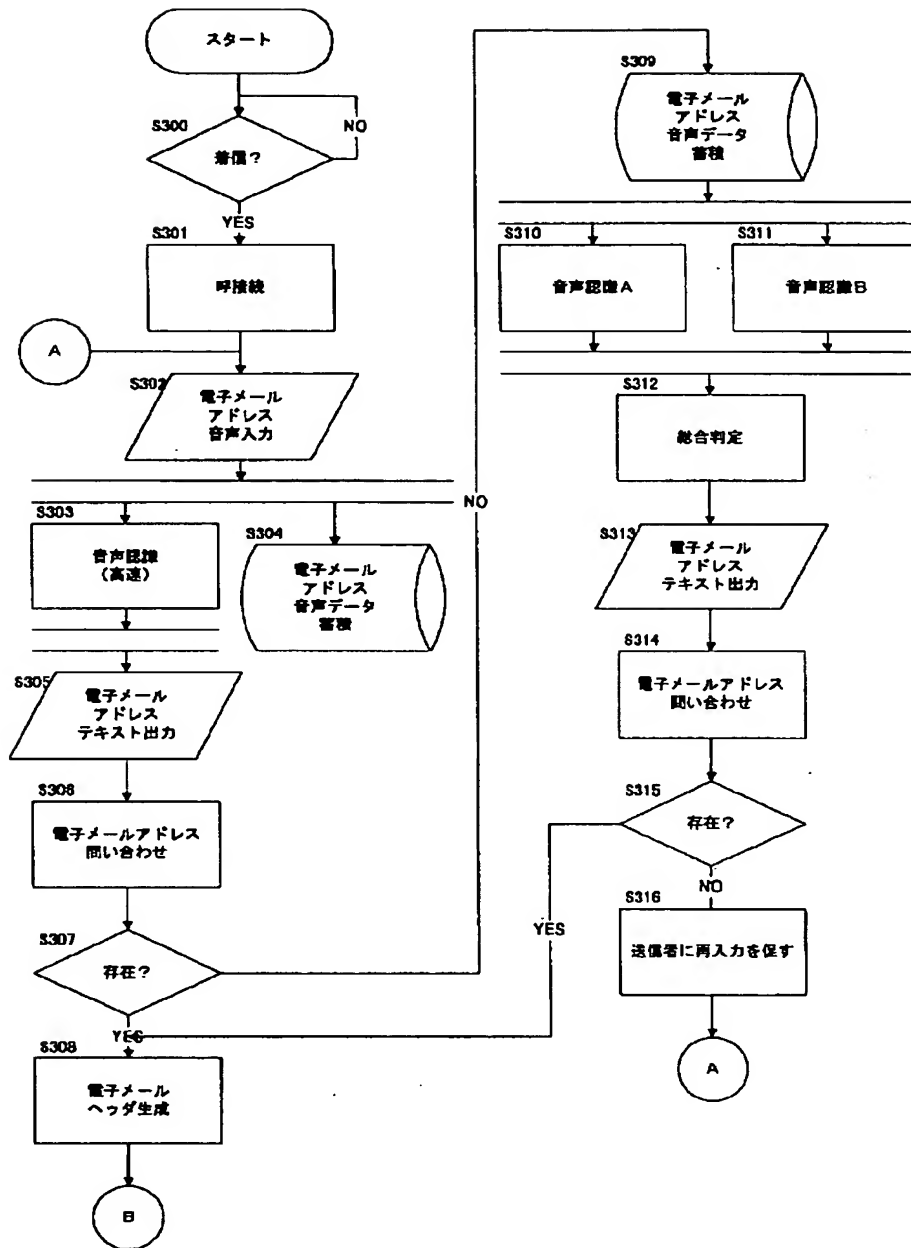 スタート
S300
着信?
NO
YES
S301
呼接続
A
S302
電子メール
アドレス
音声入力
S303
音声認識
(高速)
S304
電子メール
アドレス
音声データ
蓄積
S305
電子メール
アドレス
テキスト出力
S306
電子メールアドレス
問い合わせ
S307
存在?
NO
YES
S308
電子メール
ヘッダ生成
B
S309
電子メール
アドレス
音声データ
蓄積
S310
音声認識A
S311
音声認識B
S312
総合判定
S313
電子メール
アドレス
テキスト出力
S314
電子メールアドレス
問い合わせ
S315
存在?
YES
NO
S316
送信者に再入力を促す
A